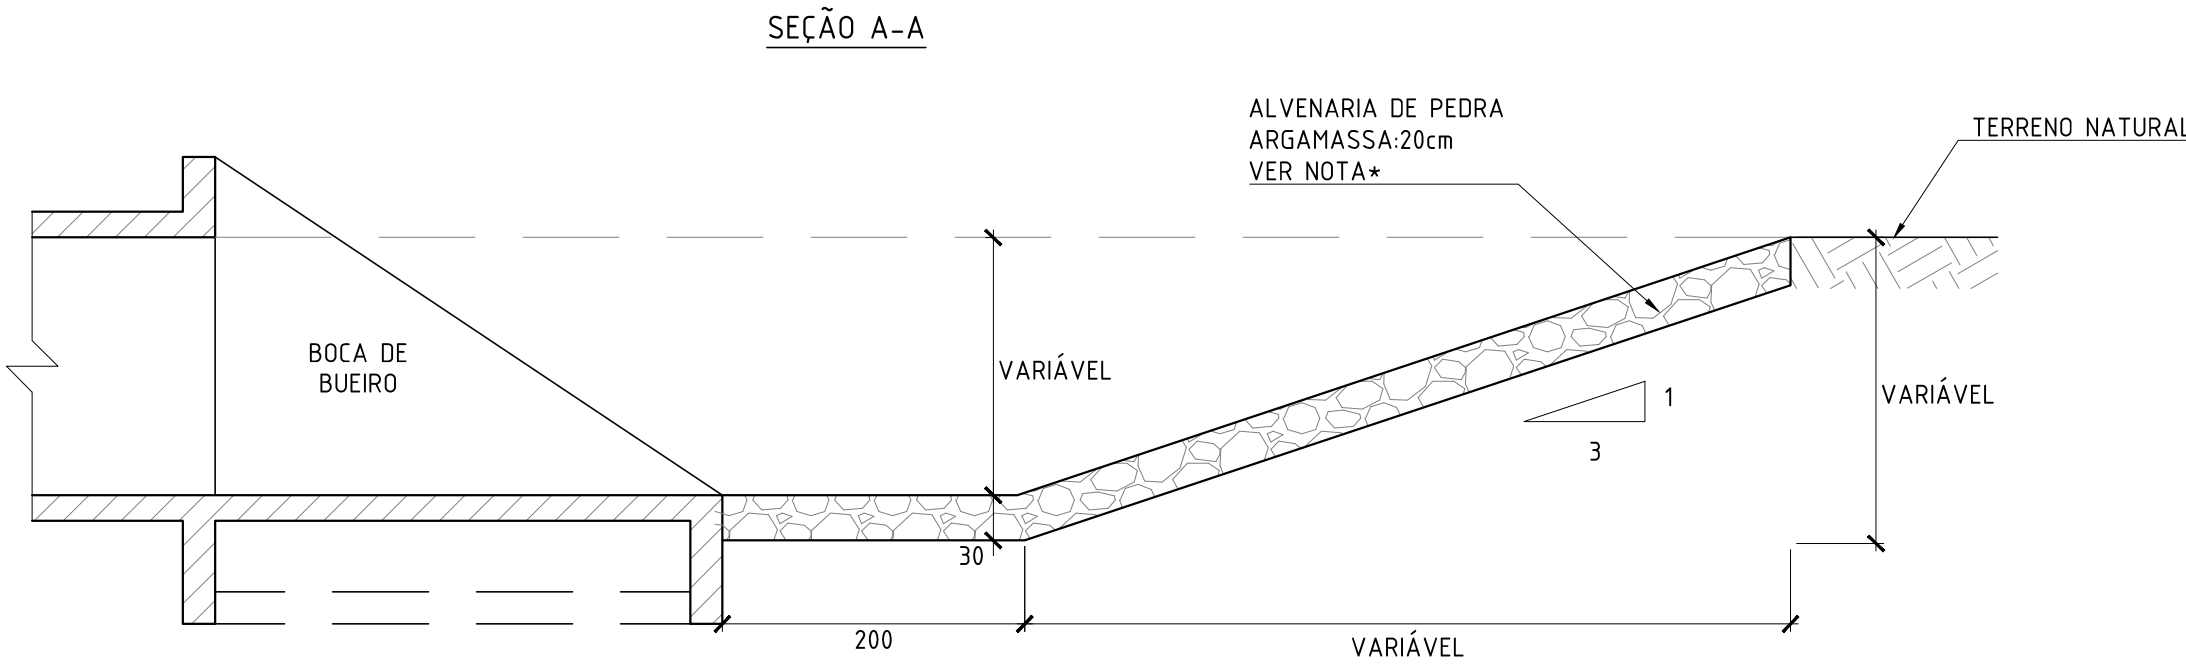 SEÇÃO A-A
ALVENARIA DE PEDRA
ARGAMASSA:20cm
VER NOTA*
TERRENO NATURAL
BOCA DE
BUEIRO
VARIÁVEL
1
3
VARIÁVEL
30
200
VARIÁVEL